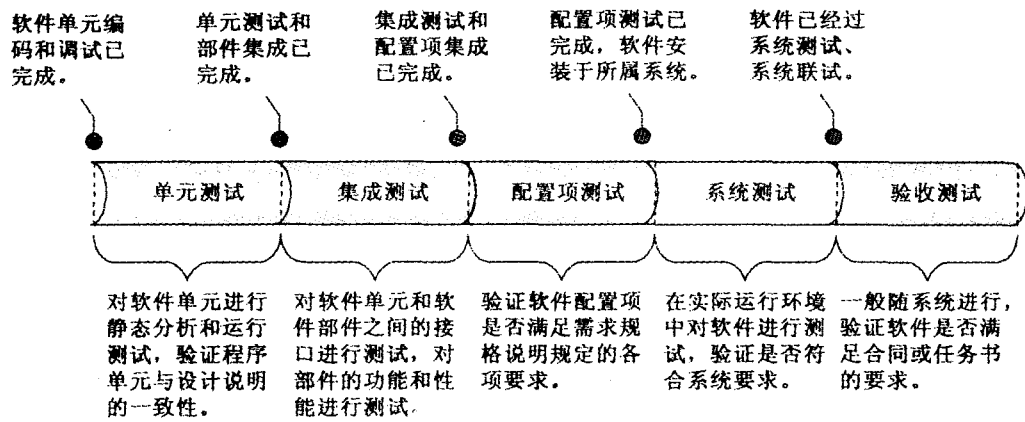 软件单元编
码和调试已
完成。
单元测试和
部件集成已
完成。
集成测试和
配置项集成
已完成。
配置项测试已
完成，软件安
装于所属系统。
软件已经过
系统测试、
系统联试。
单元测试
集成测试
配置项测试
系统测试
验收测试
对软件单元进行
静态分析和运行
测试，验证程序
单元与设计说明
的一致性。
对软件单元和软
件部件之间的接
口进行测试，对
部件的功能和性
能进行测试。
验证软件配置项
是否满足需求规
格说明规定的各
项要求。
在实际运行环境
中对软件进行测
试，验证是否符
合系统要求。
一般随系统进行，
验证软件是否满
足合同或任务书
的要求。